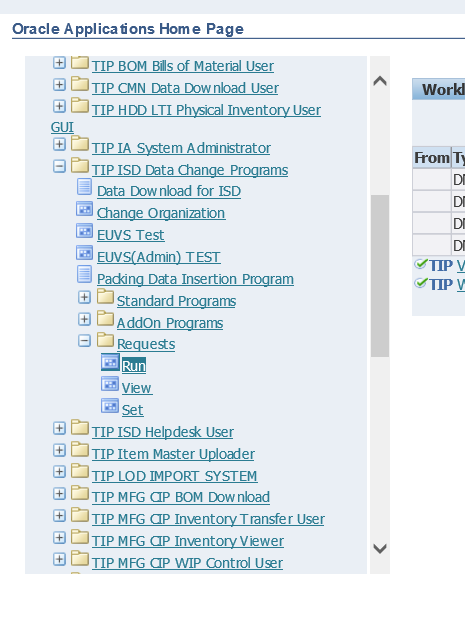 Oracle Applications Home Page
TIP BOM Bills of Material User
TIP CMN Data Download User
TIP HDD LTI Physical Inventory User
GUI
TIP IA System Administrator
TIP ISD Data Change Programs
Data Download for ISD
Change Organization
EUVS Test
EUVS(Admin) TEST
Packing Data Insertion Program
Standard Programs
AddOn Programs
Requests
Run
View
Set
TIP ISD Helpdesk User
TIP Item Master Uploader
TIP LOD IMPORT SYSTEM
TIP MFG CIP BOM Download
TIP MFG CIP Inventory Transfer User
TIP MFG CIP Inventory Viewer
TIP MFG CIP WIP Control User
From
TIP
TIP